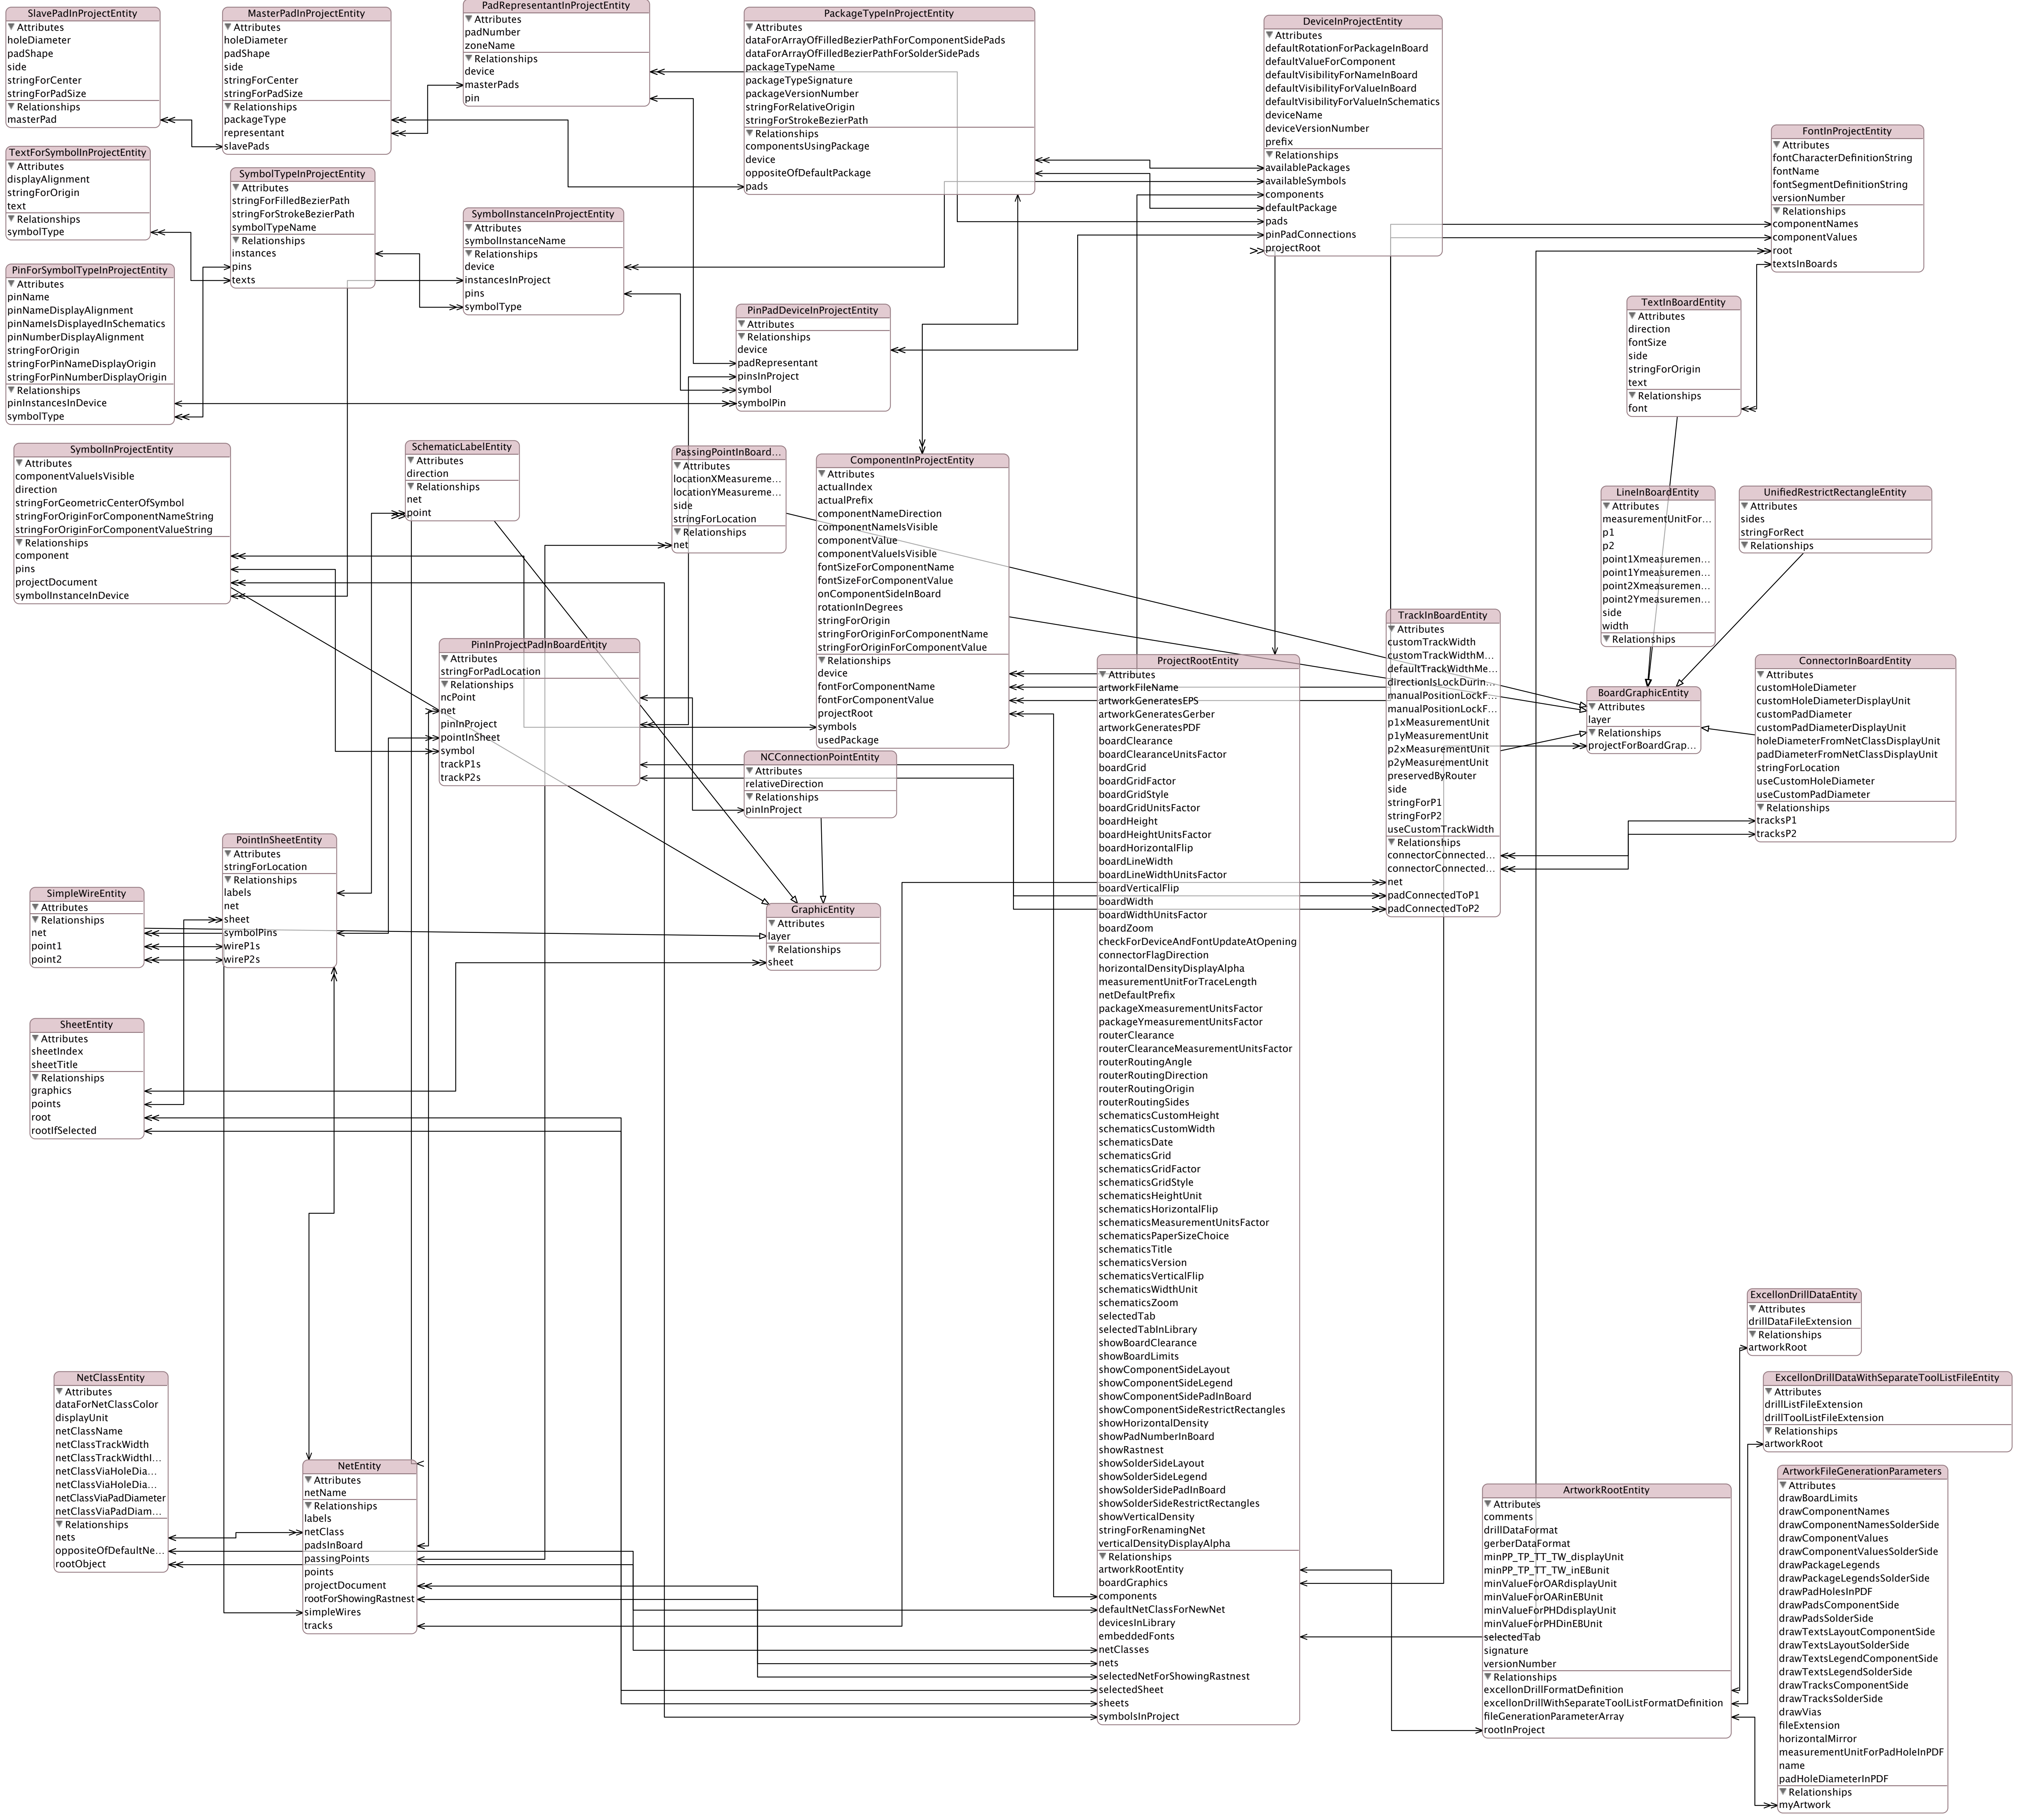 SlavePadInProjectEntity
Attributes
holeDiameter
padShape
side
stringForCenter
stringForPadSize
Relationships
masterPad
MasterPadInProjectEntity
Attributes
holeDiameter
padShape
side
stringForCenter
stringForPadSize
Relationships
packageType
representant
slavePads
PadRepresentantInProjectEntity
Attributes
padNumber
zoneName
Relationships
device
masterPads
pin
PackageTypeInProjectEntity
Attributes
dataForArrayOfFilledBezierPathForComponentSidePads
dataForArrayOfFilledBezierPathForSolderSidePads
packageTypeName
packageTypeSignature
packageVersionNumber
stringForRelativeOrigin
stringForStrokeBezierPath
Relationships
componentsUsingPackage
device
oppositeOfDefaultPackage
pads
DeviceInProjectEntity
Attributes
defaultRotationForPackageInBoard
defaultValueForComponent
defaultVisibilityForNameInBoard
defaultVisibilityForValueInBoard
defaultVisibilityForValueInSchematics
deviceName
deviceVersionNumber
prefix
Relationships
availablePackages
availableSymbols
components
defaultPackage
pads
pinPadConnections
projectRoot
FontInProjectEntity
Attributes
fontCharacterDefinitionString
fontName
fontSegmentDefinitionString
versionNumber
Relationships
componentNames
componentValues
root
textsInBoards
TextForSymbolInProjectEntity
Attributes
displayAlignment
stringForOrigin
text
Relationships
symbolType
SymbolTypeInProjectEntity
Attributes
stringForFilledBezierPath
stringForStrokeBezierPath
symbolTypeName
Relationships
instances
pins
texts
SymbolInstanceInProjectEntity
Attributes
symbolInstanceName
Relationships
device
instancesInProject
pins
symbolType
PinForSymbolTypeInProjectEntity
Attributes
pinName
pinNameDisplayAlignment
pinNameIsDisplayedInSchematics
pinNumberDisplayAlignment
stringForOrigin
stringForPinNameDisplayOrigin
stringForPinNumberDisplayOrigin
Relationships
pinInstancesInDevice
symbolType
PinPadDeviceInProjectEntity
Attributes
Relationships
device
padRepresentant
pinsInProject
symbol
symbolPin
TextInBoardEntity
Attributes
direction
fontSize
side
stringForOrigin
text
Relationships
font
SymbolInProjectEntity
Attributes
componentValueIsVisible
direction
stringForGeometricCenterOfSymbol
stringForOriginForComponentNameString
stringForOriginForComponentValueString
Relationships
component
pins
projectDocument
symbolInstanceInDevice
SchematicLabelEntity
Attributes
direction
Relationships
net
point
PassingPointInBoard...
Attributes
locationXMeasureme...
locationYMeasureme...
side
stringForLocation
Relationships
net
ComponentInProjectEntity
Attributes
actualIndex
actualPrefix
componentNameDirection
componentNameIsVisible
componentValue
componentValueIsVisible
fontSizeForComponentName
fontSizeForComponentValue
onComponentSideInBoard
rotationInDegrees
stringForOrigin
stringForOriginForComponentName
stringForOriginForComponentValue
Relationships
device
fontForComponentName
fontForComponentValue
projectRoot
symbols
usedPackage
LineInBoardEntity
Attributes
measurementUnitFor...
p1
p2
point1Xmeasuremen...
point1Ymeasuremen...
point2Xmeasuremen...
point2Ymeasuremen...
side
width
Relationships
UnifiedRestrictRectangleEntity
Attributes
sides
stringForRect
Relationships
TrackInBoardEntity
Attributes
customTrackWidth
customTrackWidthM...
defaultTrackWidthMe...
directionIsLockDurin...
manualPositionLockF...
manualPositionLockF...
p1xMeasurementUnit
p1yMeasurementUnit
p2xMeasurementUnit
p2yMeasurementUnit
preservedByRouter
side
stringForP1
stringForP2
useCustomTrackWidth
Relationships
connectorConnected...
connectorConnected...
net
padConnectedToP1
padConnectedToP2
BoardGraphicEntity
Attributes
layer
Relationships
projectForBoardGrap...
ConnectorInBoardEntity
Attributes
customHoleDiameter
customHoleDiameterDisplayUnit
customPadDiameter
customPadDiameterDisplayUnit
holeDiameterFromNetClassDisplayUnit
padDiameterFromNetClassDisplayUnit
stringForLocation
useCustomHoleDiameter
useCustomPadDiameter
Relationships
tracksP1
tracksP2
PinInProjectPadInBoardEntity
Attributes
stringForPadLocation
Relationships
ncPoint
net
pinInProject
pointInSheet
symbol
trackP1s
trackP2s
NCConnectionPointEntity
Attributes
relativeDirection
Relationships
pinInProject
ProjectRootEntity
Attributes
artworkFileName
artworkGeneratesEPS
artworkGeneratesGerber
artworkGeneratesPDF
boardClearance
boardClearanceUnitsFactor
boardGrid
boardGridFactor
boardGridStyle
boardGridUnitsFactor
boardHeight
boardHeightUnitsFactor
boardHorizontalFlip
boardLineWidth
boardLineWidthUnitsFactor
boardVerticalFlip
boardWidth
boardWidthUnitsFactor
boardZoom
checkForDeviceAndFontUpdateAtOpening
connectorFlagDirection
horizontalDensityDisplayAlpha
measurementUnitForTraceLength
netDefaultPrefix
packageXmeasurementUnitsFactor
packageYmeasurementUnitsFactor
routerClearance
routerClearanceMeasurementUnitsFactor
routerRoutingAngle
routerRoutingDirection
routerRoutingOrigin
routerRoutingSides
schematicsCustomHeight
schematicsCustomWidth
schematicsDate
schematicsGrid
schematicsGridFactor
schematicsGridStyle
schematicsHeightUnit
schematicsHorizontalFlip
schematicsMeasurementUnitsFactor
schematicsPaperSizeChoice
schematicsTitle
schematicsVersion
schematicsVerticalFlip
schematicsWidthUnit
schematicsZoom
selectedTab
selectedTabInLibrary
showBoardClearance
showBoardLimits
showComponentSideLayout
showComponentSideLegend
showComponentSidePadInBoard
showComponentSideRestrictRectangles
showHorizontalDensity
showPadNumberInBoard
showRastnest
showSolderSideLayout
showSolderSideLegend
showSolderSidePadInBoard
showSolderSideRestrictRectangles
showVerticalDensity
stringForRenamingNet
verticalDensityDisplayAlpha
Relationships
artworkRootEntity
boardGraphics
components
defaultNetClassForNewNet
devicesInLibrary
embeddedFonts
netClasses
nets
selectedNetForShowingRastnest
selectedSheet
sheets
symbolsInProject
PointInSheetEntity
Attributes
stringForLocation
Relationships
labels
net
sheet
symbolPins
wireP1s
wireP2s
SimpleWireEntity
Attributes
Relationships
net
point1
point2
GraphicEntity
Attributes
layer
Relationships
sheet
SheetEntity
Attributes
sheetIndex
sheetTitle
Relationships
graphics
points
root
rootIfSelected
NetClassEntity
Attributes
dataForNetClassColor
displayUnit
netClassName
netClassTrackWidth
netClassTrackWidthI...
netClassViaHoleDia...
netClassViaHoleDia...
netClassViaPadDiameter
netClassViaPadDiam...
Relationships
nets
oppositeOfDefaultNe...
rootObject
NetEntity
Attributes
netName
Relationships
labels
netClass
padsInBoard
passingPoints
points
projectDocument
rootForShowingRastnest
simpleWires
tracks
ExcellonDrillDataEntity
Attributes
drillDataFileExtension
Relationships
artworkRoot
ExcellonDrillDataWithSeparateToolListFileEntity
Attributes
drillListFileExtension
drillToolListFileExtension
Relationships
artworkRoot
ArtworkRootEntity
Attributes
comments
drillDataFormat
gerberDataFormat
minPP_TP_TT_TW_displayUnit
minPP_TP_TT_TW_inEBunit
minValueForOARdisplayUnit
minValueForOARinEBUnit
minValueForPHDdisplayUnit
minValueForPHDinEBUnit
selectedTab
signature
versionNumber
Relationships
excellonDrillFormatDefinition
excellonDrillWithSeparateToolListFormatDefinition
fileGenerationParameterArray
rootInProject
ArtworkFileGenerationParameters
Attributes
drawBoardLimits
drawComponentNames
drawComponentNamesSolderSide
drawComponentValues
drawComponentValuesSolderSide
drawPackageLegends
drawPackageLegendsSolderSide
drawPadHolesInPDF
drawPadsComponentSide
drawPadsSolderSide
drawTextsLayoutComponentSide
drawTextsLayoutSolderSide
drawTextsLegendComponentSide
drawTextsLegendSolderSide
drawTracksComponentSide
drawTracksSolderSide
drawVias
fileExtension
horizontalMirror
measurementUnitForPadHoleInPDF
name
padHoleDiameterInPDF
Relationships
myArtwork